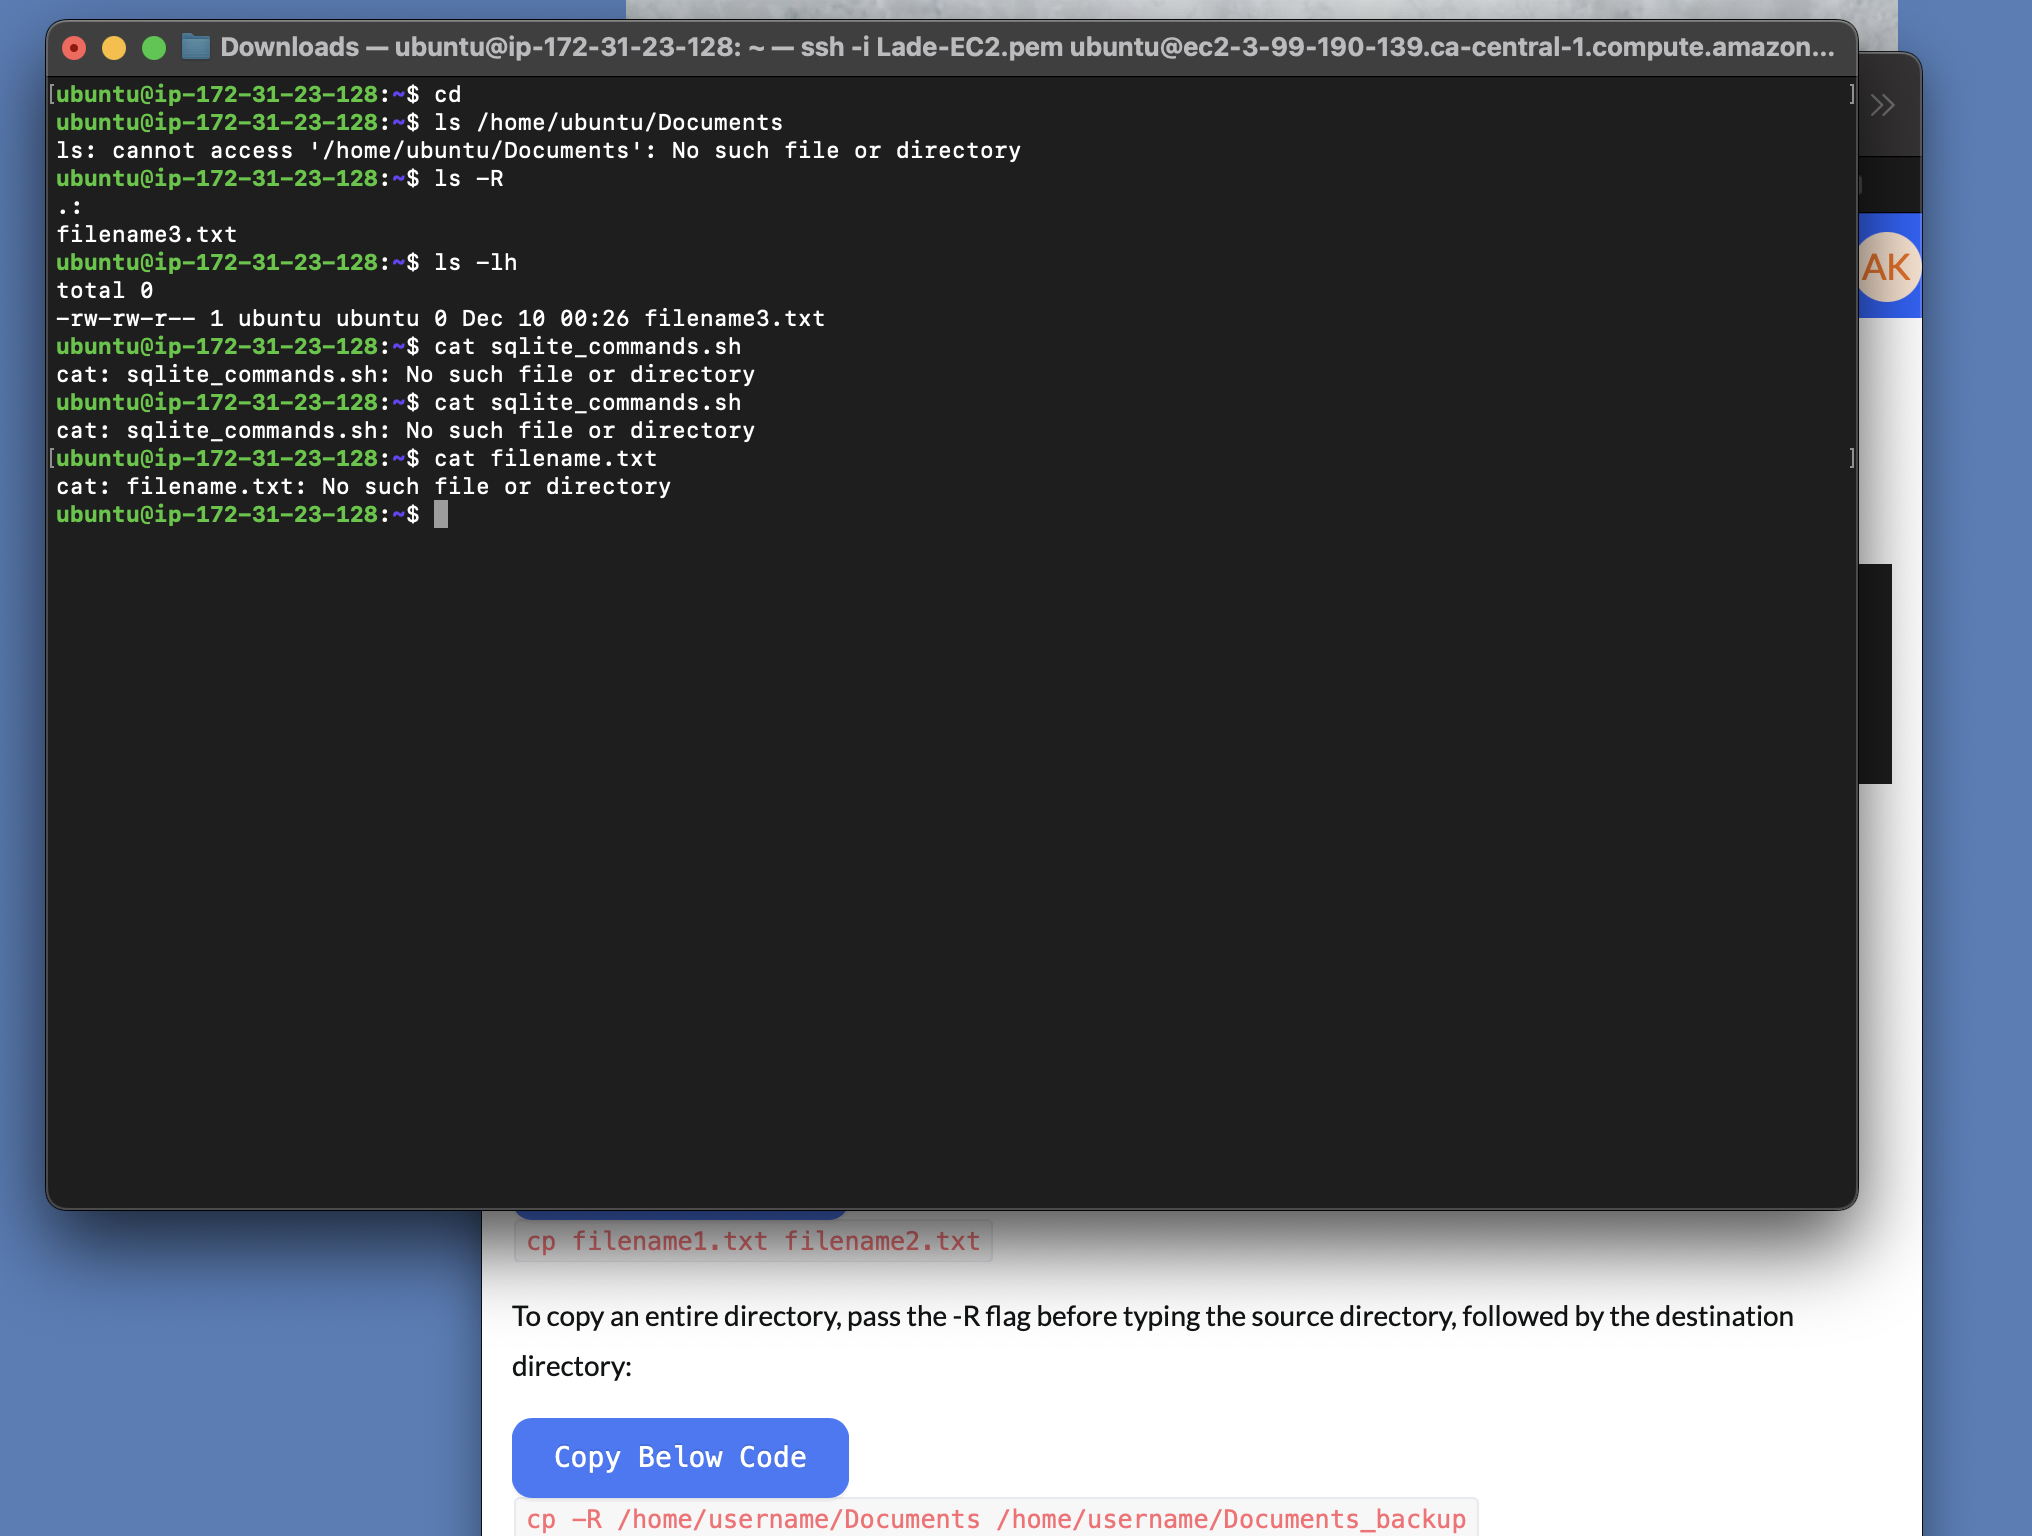 Downloads — ubuntu@ip-172-31-23-128: ~ — ssh -i Lade-EC2.pem ubuntu@ec2-3-99-190-139.ca-central-1.compute.amazon...
[ubuntu@ip-172-31-23-128:~$ cd ]
ubuntu@ip-172-31-23-128:~$ ls /home/ubuntu/Documents
ls: cannot access '/home/ubuntu/Documents': No such file or directory
ubuntu@ip-172-31-23-128:~$ ls -R
.:
filename3.txt
ubuntu@ip-172-31-23-128:~$ ls -lh
total 0
-rw-rw-r-- 1 ubuntu ubuntu 0 Dec 10 00:26 filename3.txt
ubuntu@ip-172-31-23-128:~$ cat sqlite_commands.sh
cat: sqlite_commands.sh: No such file or directory
ubuntu@ip-172-31-23-128:~$ cat sqlite_commands.sh
cat: sqlite_commands.sh: No such file or directory
[ubuntu@ip-172-31-23-128:~$ cat filename.txt ]
cat: filename.txt: No such file or directory
ubuntu@ip-172-31-23-128:~$
AK
cp filename1.txt filename2.txt
To copy an entire directory, pass the -R flag before typing the source directory, followed by the destination
directory:
Copy Below Code
cp -R /home/username/Documents /home/username/Documents_backup